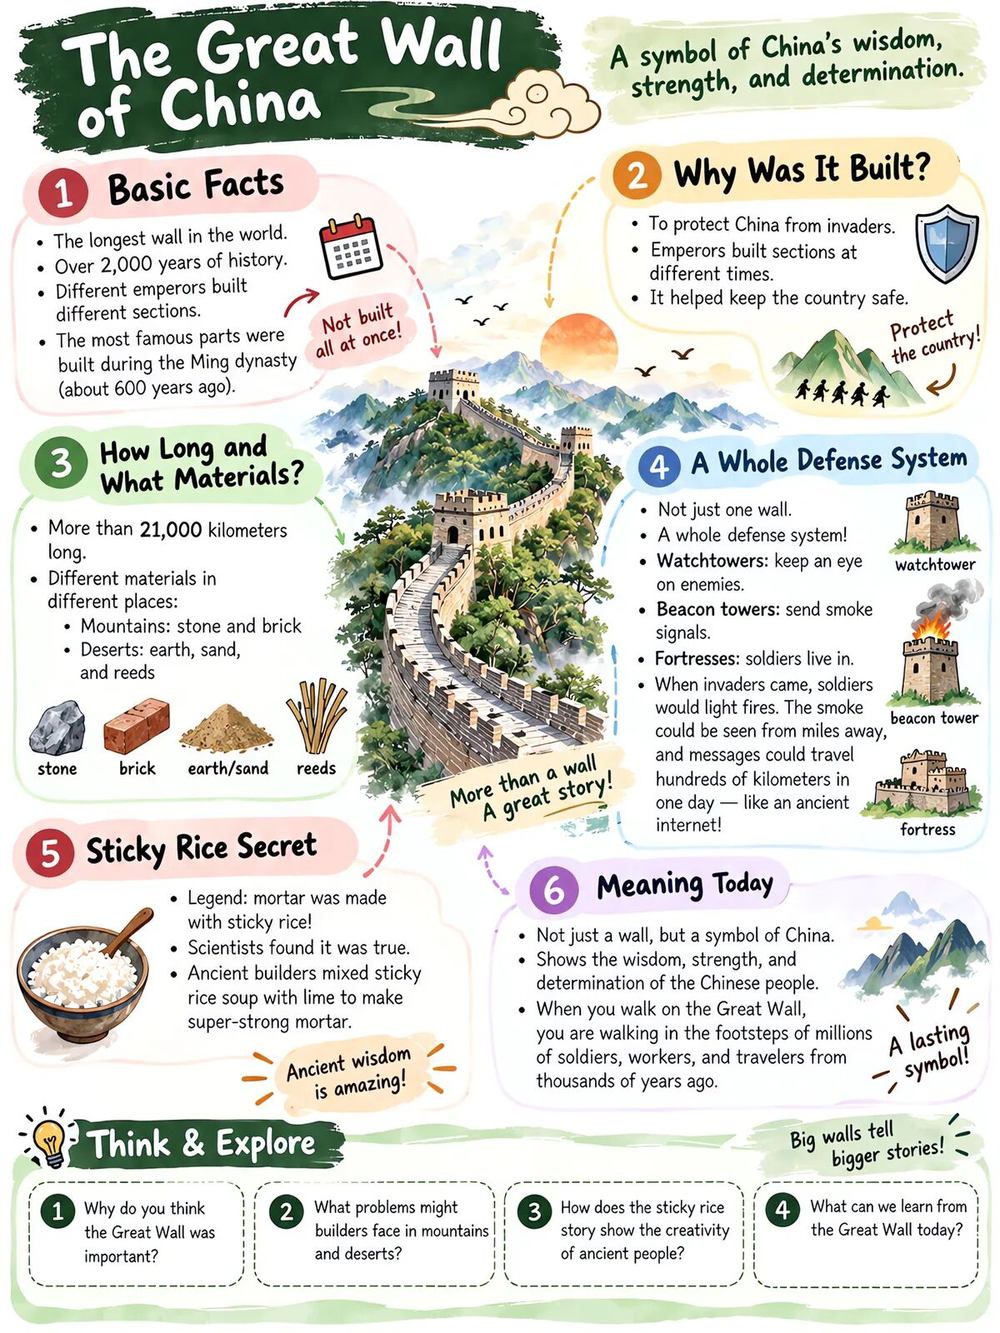 The Great Wall
of China
A symbol of China's wisdom,
strength, and determination.
1 Basic Facts
• The longest wall in the world.
• Over 2,000 years of history.
• Different emperors built
different sections.
• The most famous parts were
built during the Ming dynasty
(about 600 years ago).
Not built
all at once!
2 Why Was It Built?
• To protect China from invaders.
• Emperors built sections at
different times.
• It helped keep the country safe.
Protect
the country!
3 How Long and
What Materials?
• More than 21,000 kilometers
long.
• Different materials in
different places:
• Mountains: stone and brick
• Deserts: earth, sand,
and reeds
stone
brick
earth/sand
reeds
4 A Whole Defense System
• Not just one wall.
• A whole defense system!
• Watchtowers: keep an eye
on enemies.
• Beacon towers: send smoke
signals.
• Fortresses: soldiers live in.
• When invaders came, soldiers
would light fires. The smoke
could be seen from miles away,
and messages could travel
hundreds of kilometers in
one day — like an ancient
internet!
watchtower
beacon tower
fortress
More than a wall
A great story!
5 Sticky Rice Secret
• Legend: mortar was made
with sticky rice!
• Scientists found it was true.
• Ancient builders mixed sticky
rice soup with lime to make
super-strong mortar.
Ancient wisdom
is amazing!
6 Meaning Today
• Not just a wall, but a symbol of China.
• Shows the wisdom, strength, and
determination of the Chinese people.
• When you walk on the Great Wall,
you are walking in the footsteps of millions
of soldiers, workers, and travelers from
thousands of years ago.
A lasting
symbol!
Think & Explore
Big walls tell
bigger stories!
1 Why do you think
the Great Wall was
important?
2 What problems might
builders face in mountains
and deserts?
3 How does the sticky rice
story show the creativity
of ancient people?
4 What can we learn from
the Great Wall today?